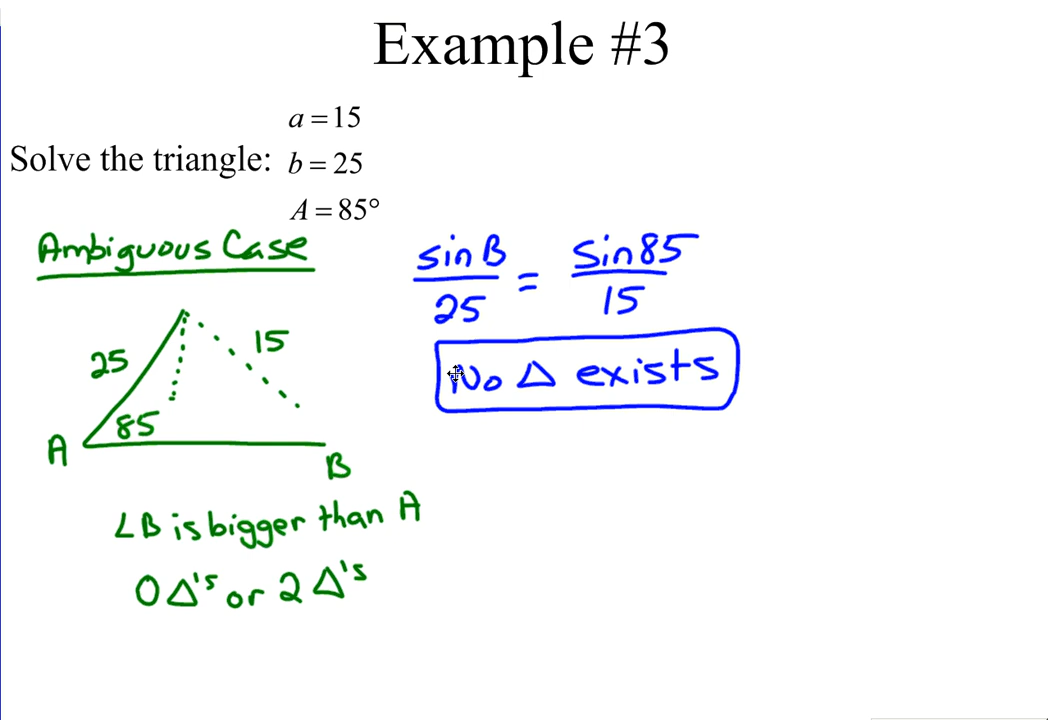 Example #3
a = 15
Solve the triangle: b = 25
A = 85°
Ambiguous Case
sin B / 25 = sin 85 / 15
25
15
No Δ exists
85
A
B
∠B is bigger than A
0 Δ's or 2 Δ's